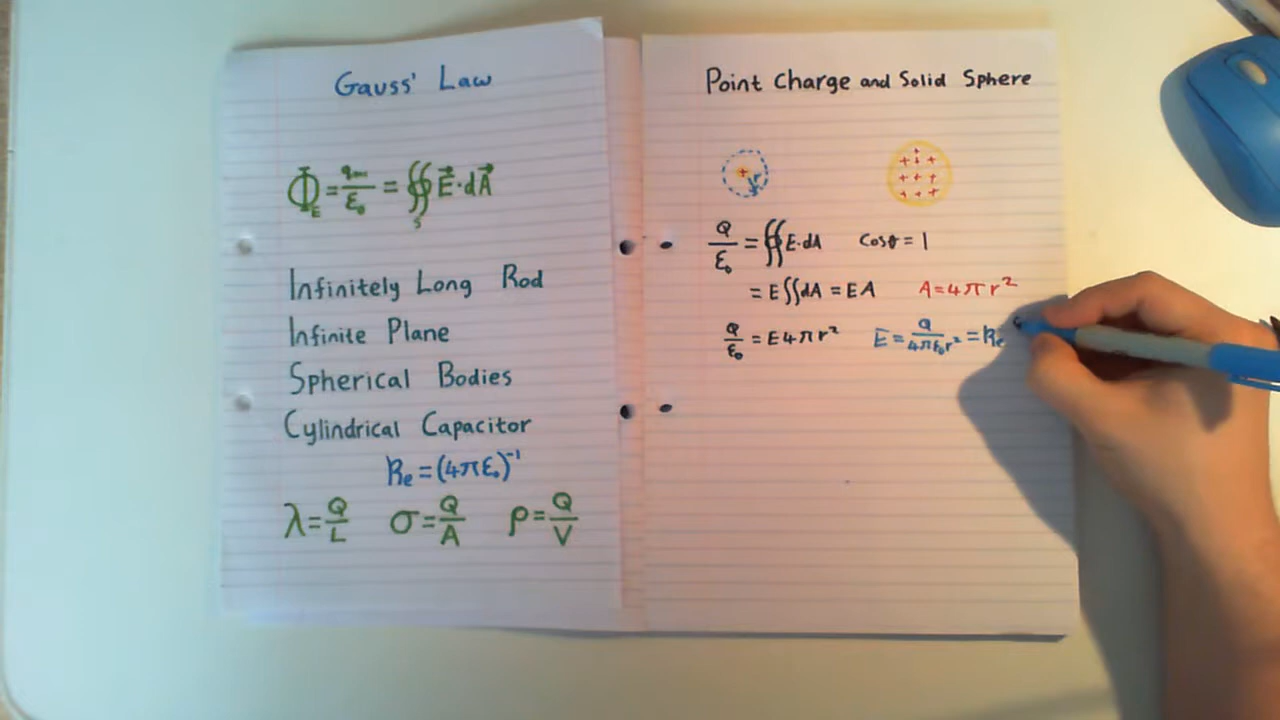 Gauss' Law
Φ_E = q_enc/ε₀ = ∯_S E⃗·dA⃗
Infinitely Long Rod
Infinite Plane
Spherical Bodies
Cylindrical Capacitor
k_e = (4πε₀)⁻¹
λ = Q/L σ = Q/A ρ = Q/V
Point Charge and Solid Sphere
r
Q/ε₀ = ∯ E·dA Cosθ = 1
= E∬dA = EA A = 4πr²
Q/ε₀ = E4πr² E = Q/4πε₀r² = k_e